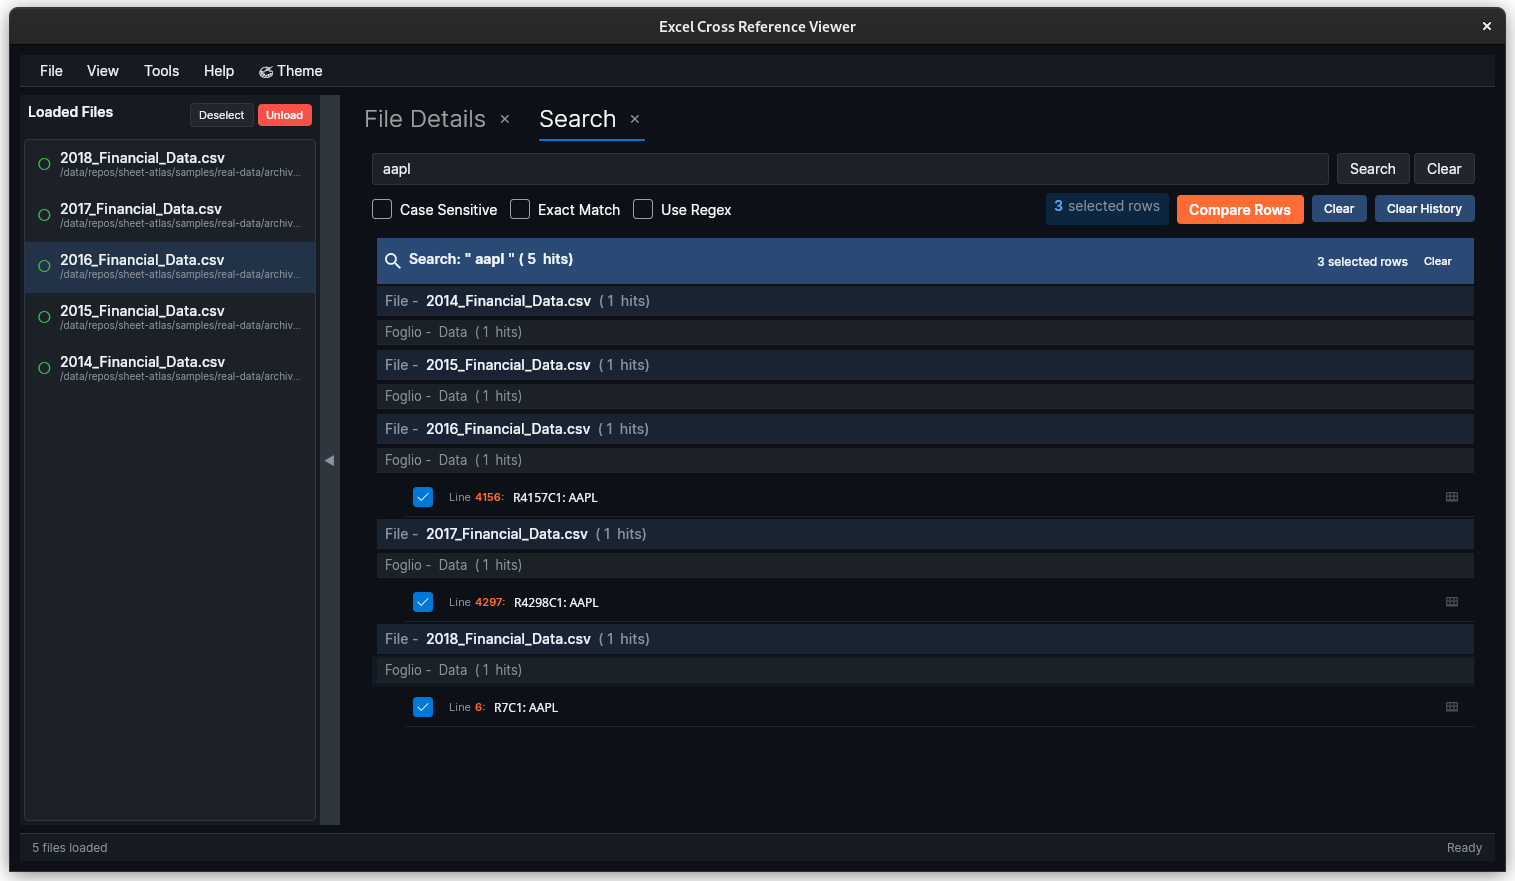 Excel Cross Reference Viewer
File View Tools Help Theme
Loaded Files Deselect Unload
2018_Financial_Data.csv
/data/repos/sheet-atlas/samples/real-data/archiv...
2017_Financial_Data.csv
/data/repos/sheet-atlas/samples/real-data/archiv...
2016_Financial_Data.csv
/data/repos/sheet-atlas/samples/real-data/archiv...
2015_Financial_Data.csv
/data/repos/sheet-atlas/samples/real-data/archiv...
2014_Financial_Data.csv
/data/repos/sheet-atlas/samples/real-data/archiv...
File Details × Search ×
aapl Search Clear
Case Sensitive Exact Match Use Regex 3 selected rows Compare Rows Clear Clear History
Search: " aapl " ( 5 hits) 3 selected rows Clear
File - 2014_Financial_Data.csv ( 1 hits)
Foglio - Data ( 1 hits)
File - 2015_Financial_Data.csv ( 1 hits)
Foglio - Data ( 1 hits)
File - 2016_Financial_Data.csv ( 1 hits)
Foglio - Data ( 1 hits)
Line 4156: R4157C1: AAPL
File - 2017_Financial_Data.csv ( 1 hits)
Foglio - Data ( 1 hits)
Line 4297: R4298C1: AAPL
File - 2018_Financial_Data.csv ( 1 hits)
Foglio - Data ( 1 hits)
Line 6: R7C1: AAPL
5 files loaded Ready